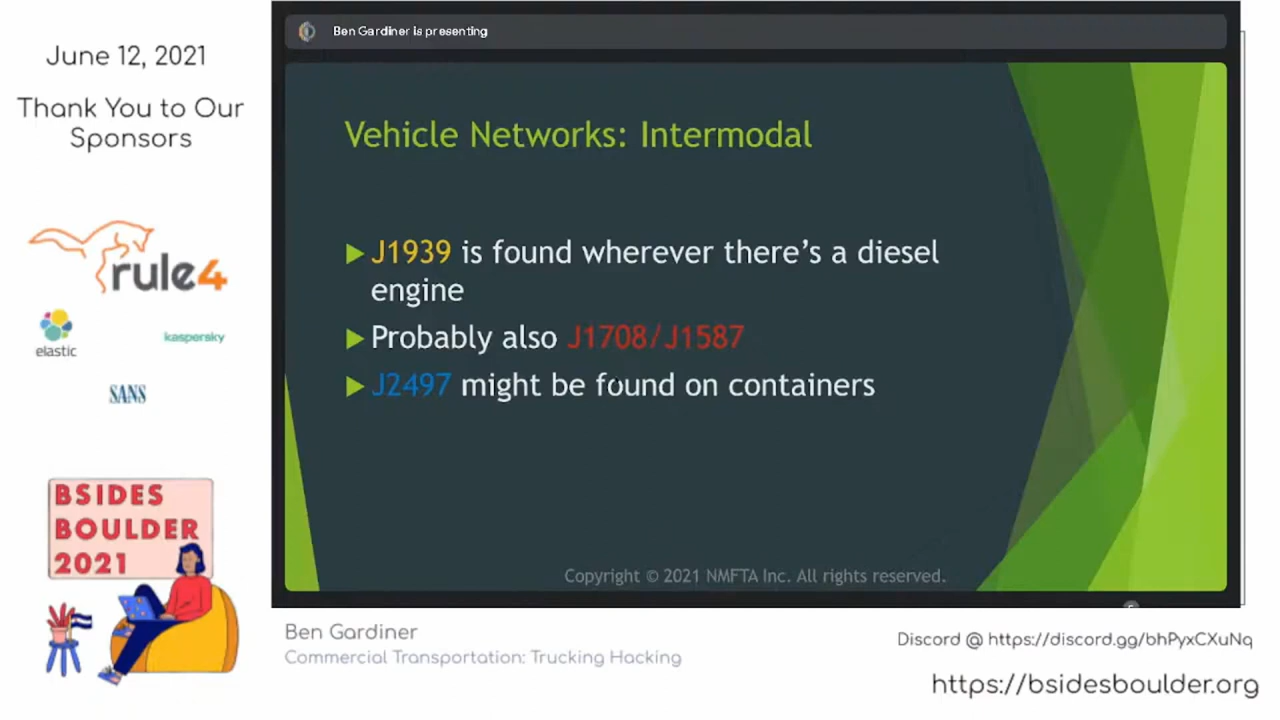 June 12, 2021
Thank You to Our
Sponsors
rule4
elastic
kaspersky
SANS
BSIDES
BOULDER
2021
Ben Gardiner is presenting
Vehicle Networks: Intermodal
J1939 is found wherever there's a diesel
engine
Probably also J1708/J1587
J2497 might be found on containers
Copyright © 2021 NMFTA Inc. All rights reserved.
Ben Gardiner
Commercial Transportation: Trucking Hacking
Discord @ https://discord.gg/bhPyxCXuNq
https://bsidesboulder.org